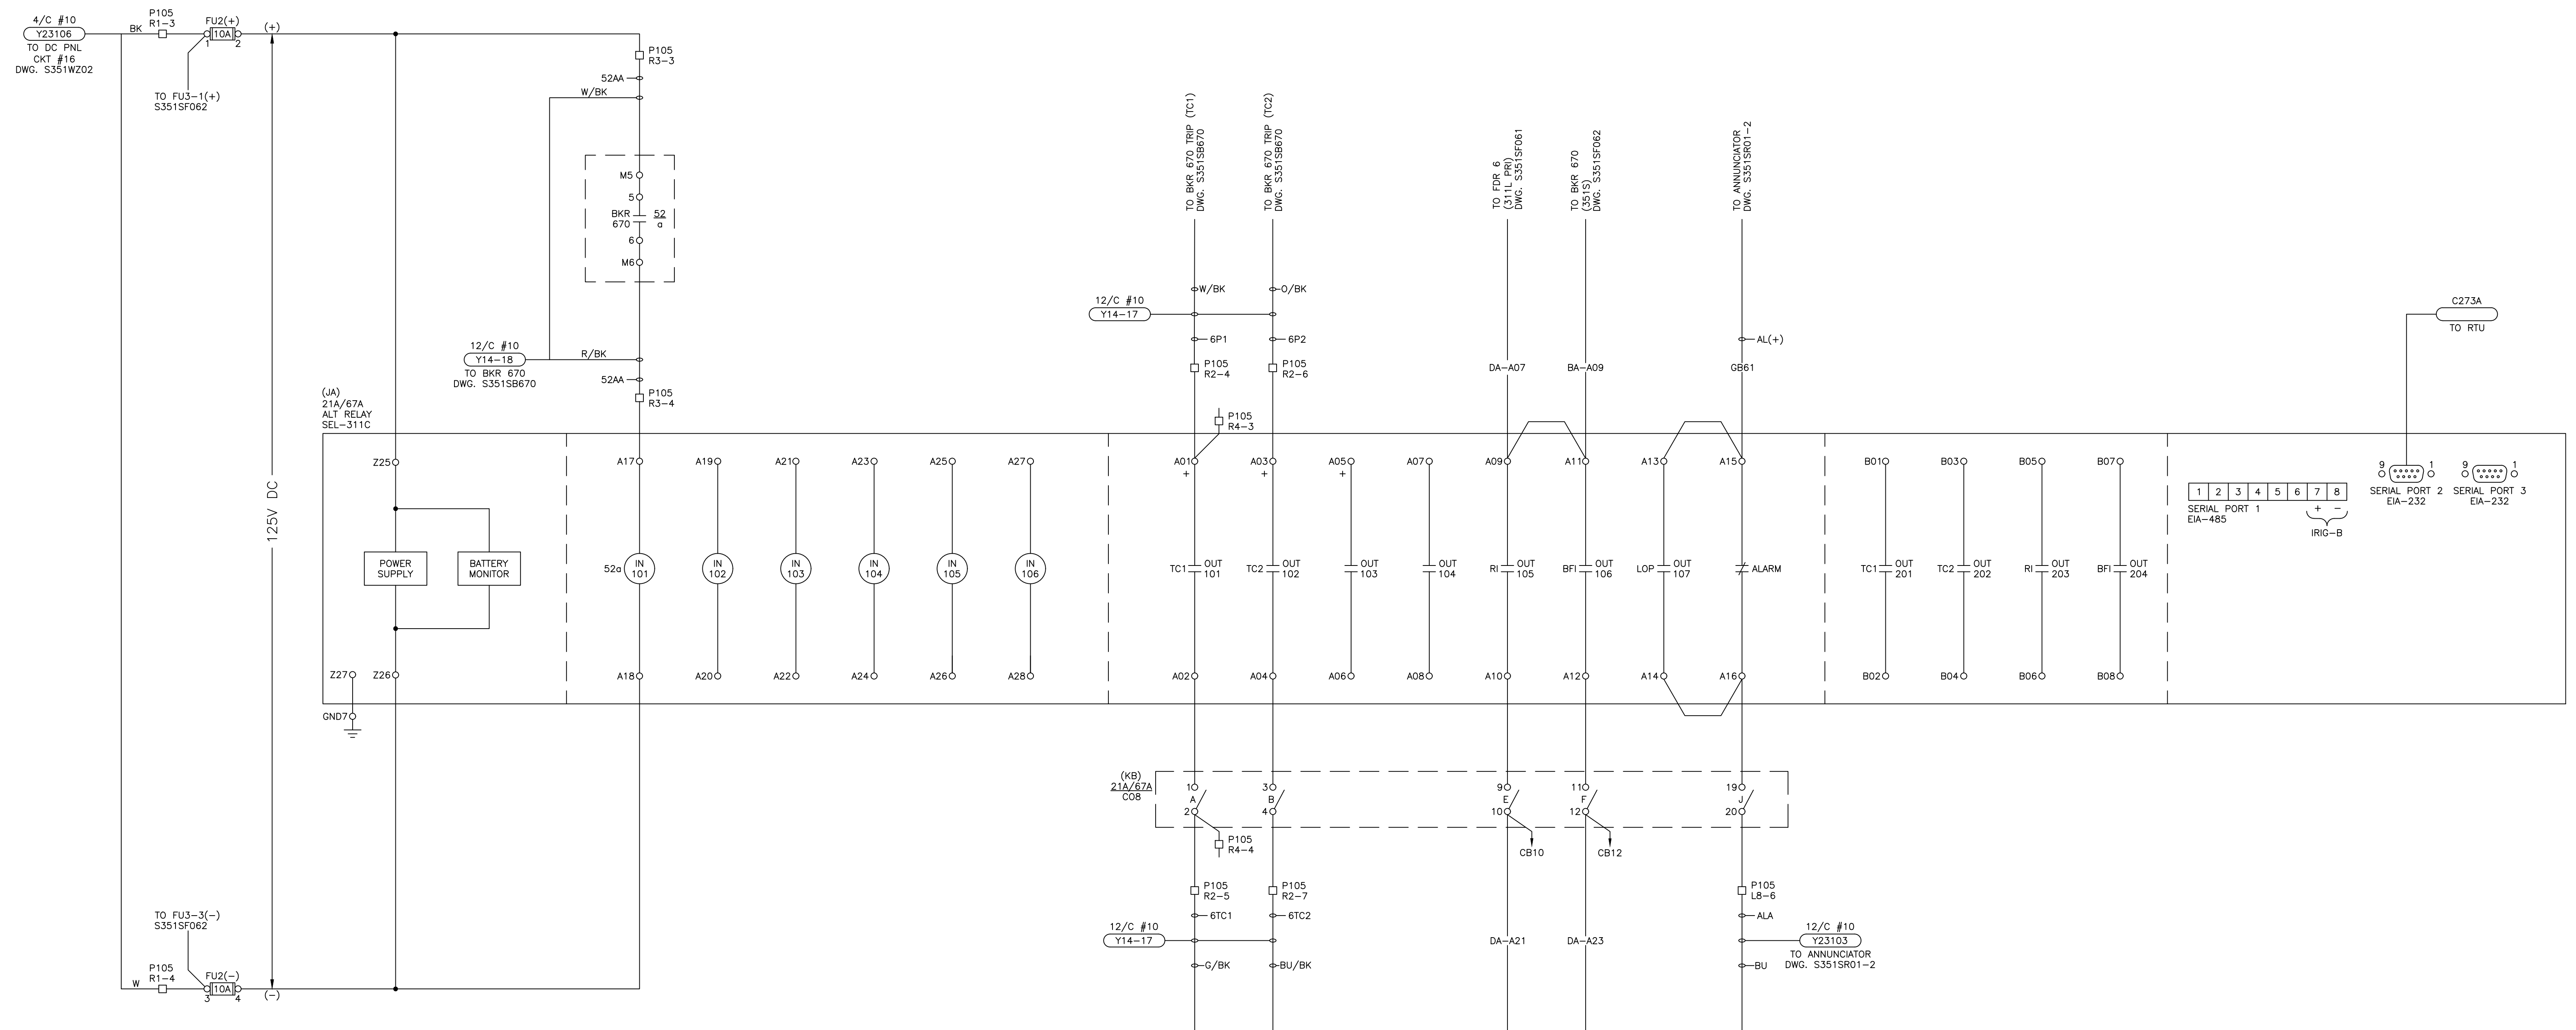 4/C #10
Y23106
TO DC PNL
CKT #16
DWG. S351WZ02
BK
P105
R1-3
FU2(+)
10A
1
2
(+)
TO FU3-1(+)
S351SF062
125V DC
P105
R3-3
52AA
W/BK
M5
5
BKR
670
52
a
6
M6
12/C #10
Y14-18
TO BKR 670
DWG. S351SB670
R/BK
52AA
P105
R3-4
TO BKR 670 TRIP (TC1)
DWG. S351SB670
TO BKR 670 TRIP (TC2)
DWG. S351SB670
TO FDR 6
(311L PRI)
DWG. S351SF061
TO BKR 670
(351S)
DWG. S351SF062
TO ANNUNCIATOR
DWG. S351SR01-2
W/BK
O/BK
12/C #10
Y14-17
6P1
6P2
P105
R2-4
P105
R2-6
P105
R4-3
DA-A07
BA-A09
AL(+)
GB61
C273A
TO RTU
(JA)
21A/67A
ALT RELAY
SEL-311C
Z25
A17
A19
A21
A23
A25
A27
A01
+
A03
+
A05
+
A07
A09
A11
A13
A15
B01
B03
B05
B07
POWER
SUPPLY
BATTERY
MONITOR
52a
IN
101
IN
102
IN
103
IN
104
IN
105
IN
106
TC1
OUT
101
TC2
OUT
102
OUT
103
OUT
104
RI
OUT
105
BFI
OUT
106
LOP
OUT
107
ALARM
TC1
OUT
201
TC2
OUT
202
RI
OUT
203
BFI
OUT
204
1 2 3 4 5 6 7 8
SERIAL PORT 1
EIA-485
+ -
IRIG-B
9
1
SERIAL PORT 2
EIA-232
9
1
SERIAL PORT 3
EIA-232
Z27
Z26
A18
A20
A22
A24
A26
A28
A02
A04
A06
A08
A10
A12
A14
A16
B02
B04
B06
B08
GND7
(KB)
21A/67A
CO8
1
A
2
3
B
4
9
E
10
11
F
12
19
J
20
P105
R4-4
CB10
CB12
P105
R2-5
P105
R2-7
P105
L8-6
6TC1
6TC2
ALA
12/C #10
Y14-17
DA-A21
DA-A23
12/C #10
Y23103
TO ANNUNCIATOR
DWG. S351SR01-2
G/BK
BU/BK
BU
TO FU3-3(-)
S351SF062
W
P105
R1-4
FU2(-)
10A
3
4
(-)